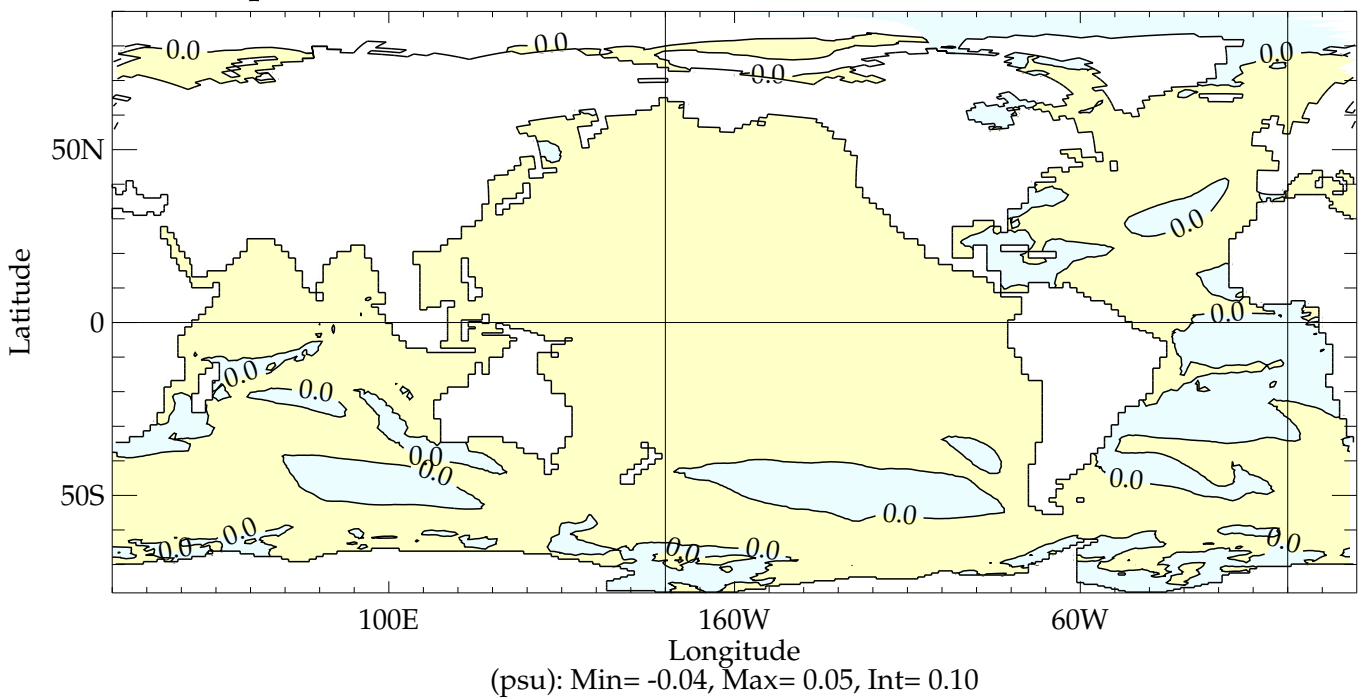 0.0 0.0 0.0 0.0
50N
0.0
0
0.0
0.0 0.0
0.0
0.0 0.0
50S
0.0
0.0 0.0 0.0 0.0 0.0
100E 160W 60W
Latitude
Longitude
(psu): Min= -0.04, Max= 0.05, Int= 0.10